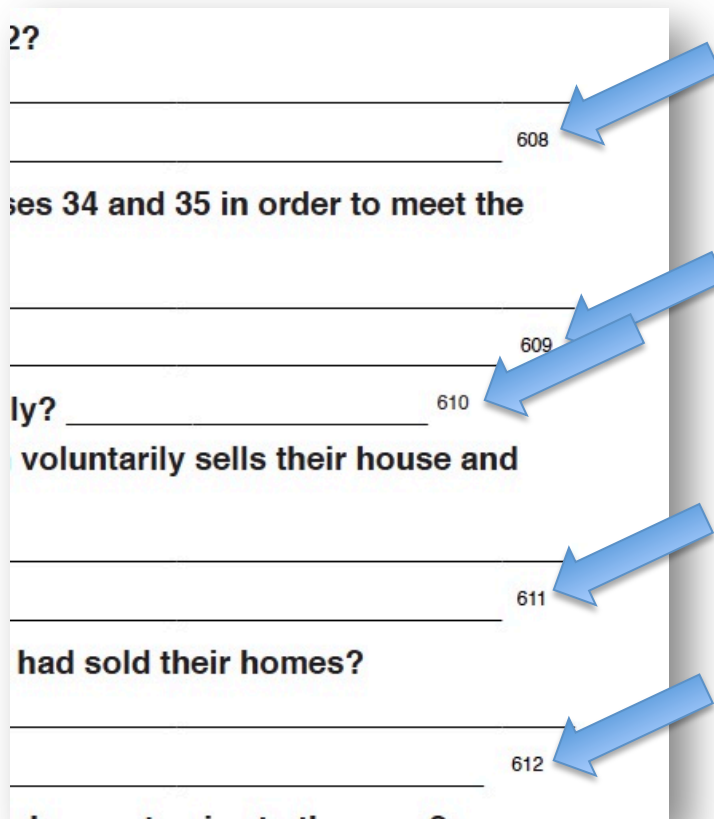 2?
608
ses 34 and 35 in order to meet the
609
ly? 610
voluntarily sells their house and
611
had sold their homes?
612